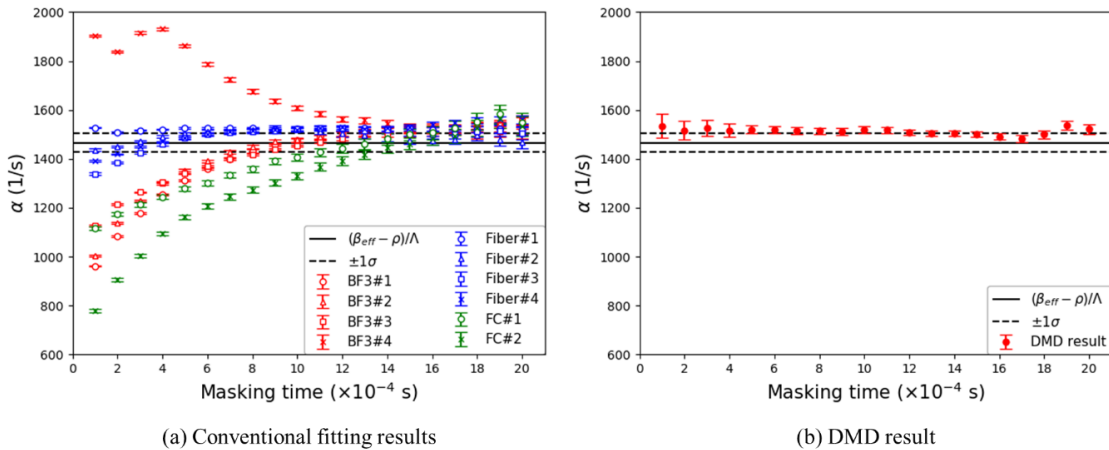 2000
1800
1600
1400
1200
1000
800
600
α (1/s)
(β_eff − ρ)/Λ
±1σ
BF3#1
BF3#2
BF3#3
BF3#4
Fiber#1
Fiber#2
Fiber#3
Fiber#4
FC#1
FC#2
0 2 4 6 8 10 12 14 16 18 20
Masking time (×10⁻⁴ s)
(a) Conventional fitting results
2000
1800
1600
1400
1200
1000
800
600
α (1/s)
(β_eff − ρ)/Λ
±1σ
DMD result
0 2 4 6 8 10 12 14 16 18 20
Masking time (×10⁻⁴ s)
(b) DMD result